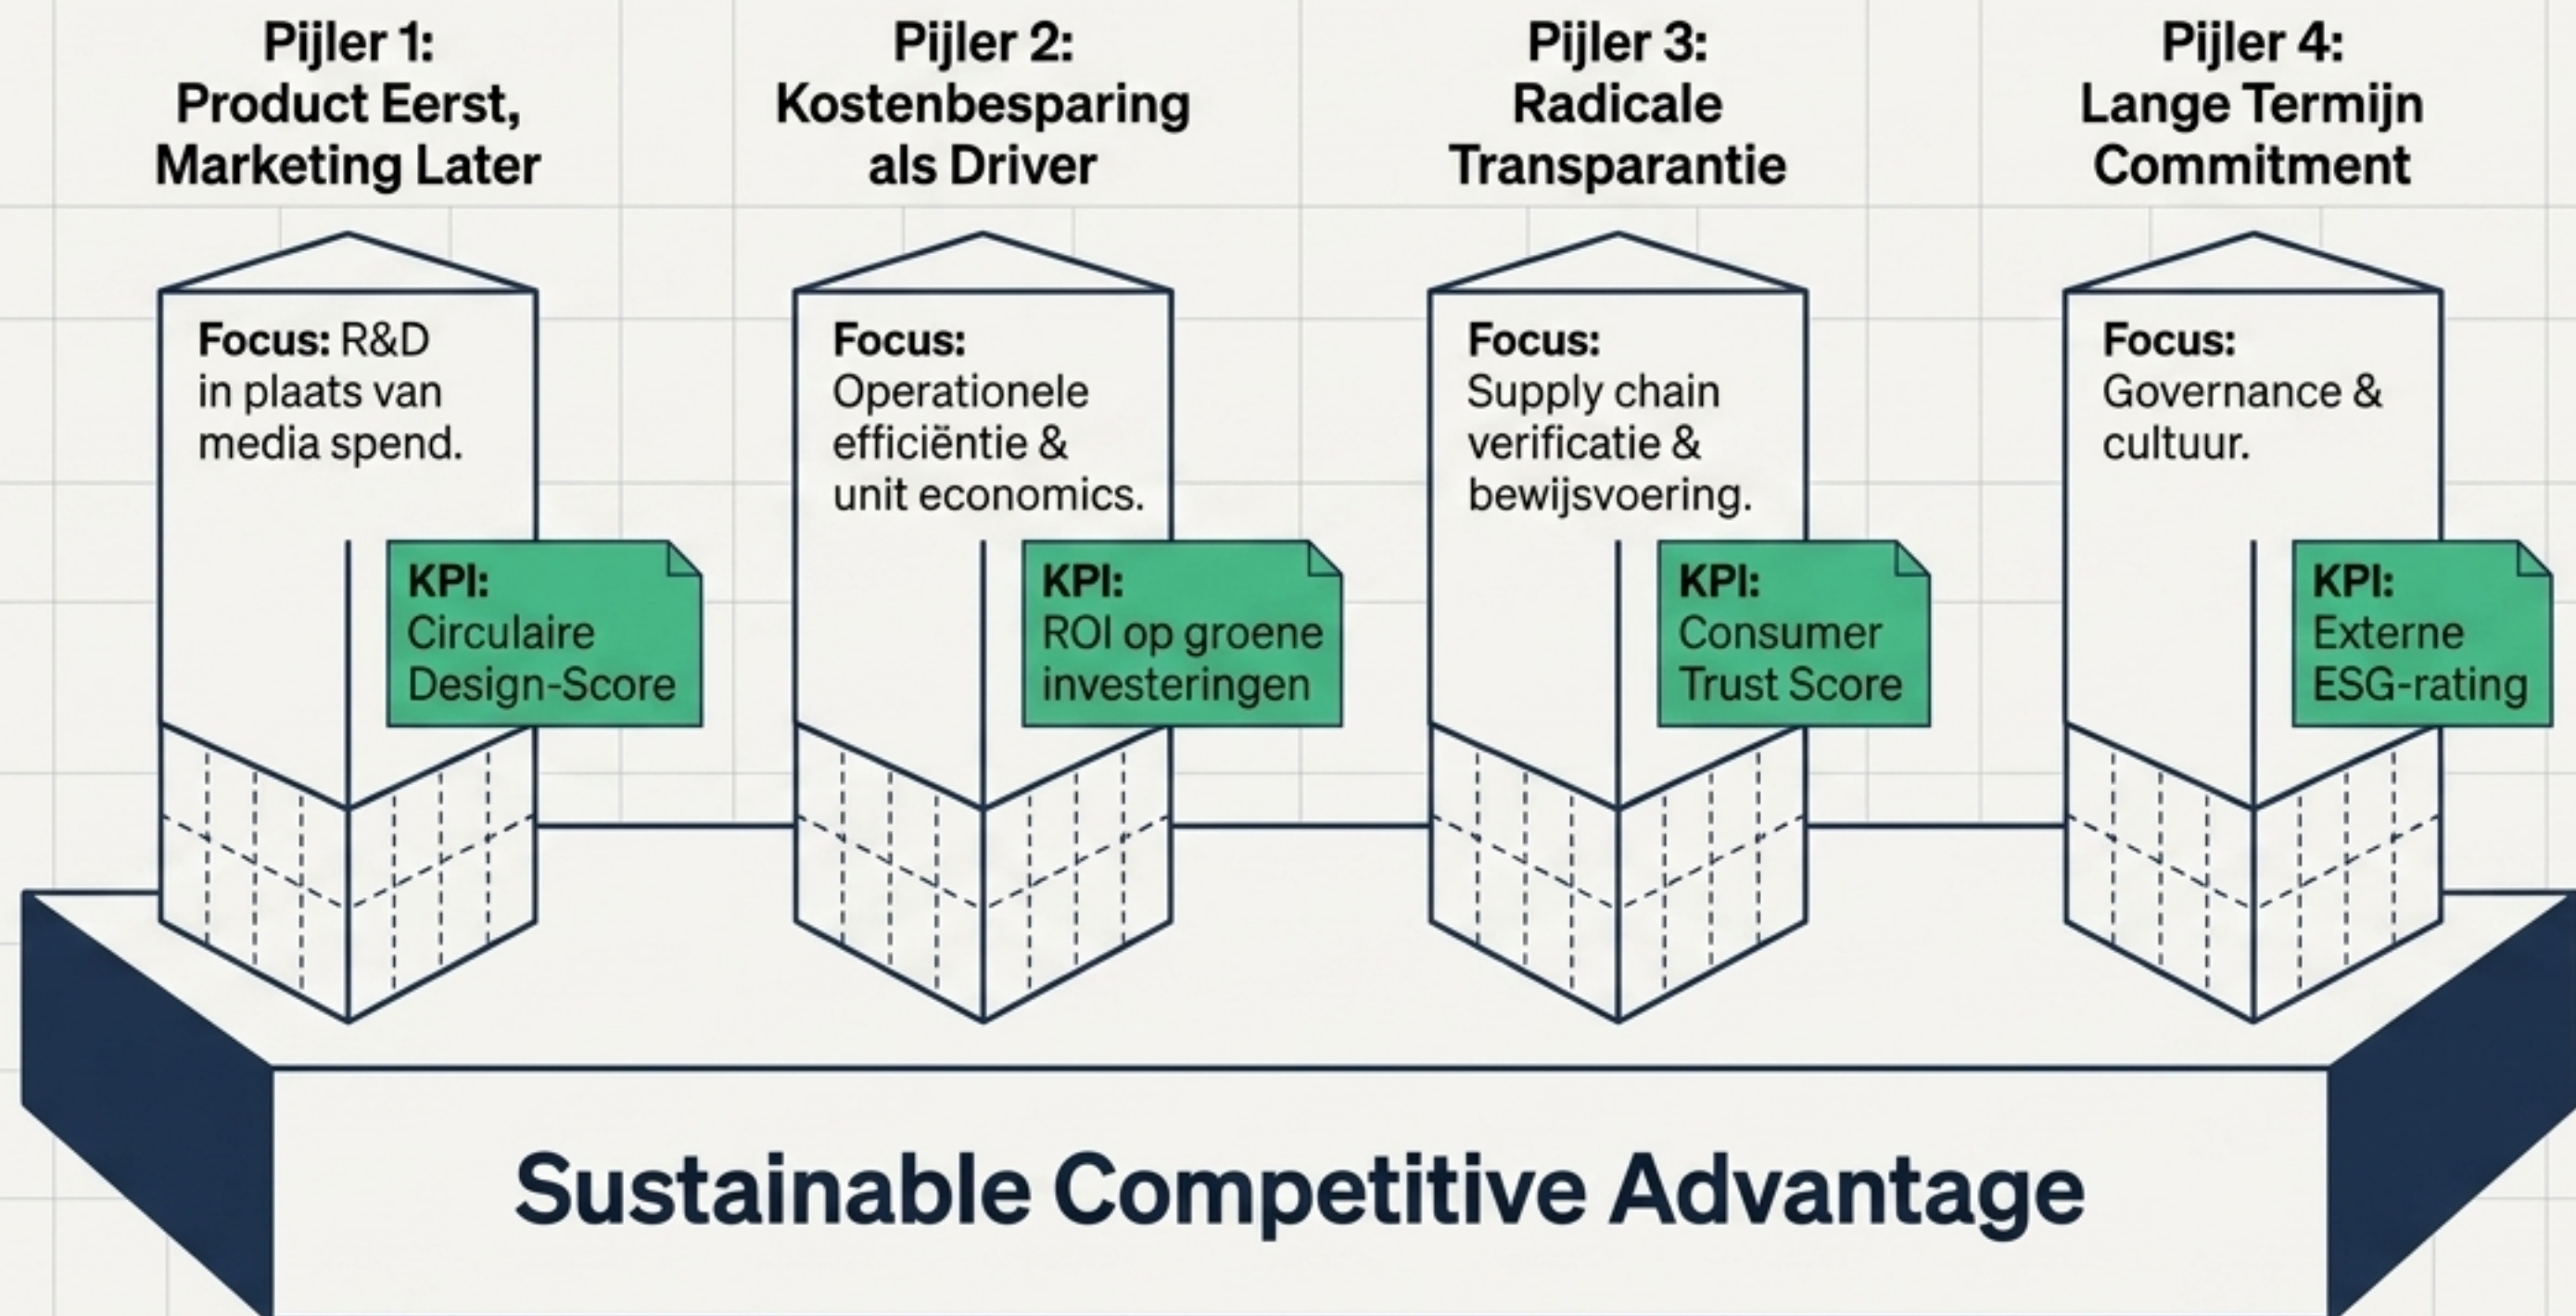 Pijler 1:
Product Eerst,
Marketing Later
Focus: R&D
in plaats van
media spend.
KPI:
Circulaire
Design-Score
Pijler 2:
Kostenbesparing
als Driver
Focus:
Operationele
efficiëntie &
unit economics.
KPI:
ROI op groene
investeringen
Pijler 3:
Radicale
Transparantie
Focus:
Supply chain
verificatie &
bewijsvoering.
KPI:
Consumer
Trust Score
Pijler 4:
Lange Termijn
Commitment
Focus:
Governance &
cultuur.
KPI:
Externe
ESG-rating
Sustainable Competitive Advantage